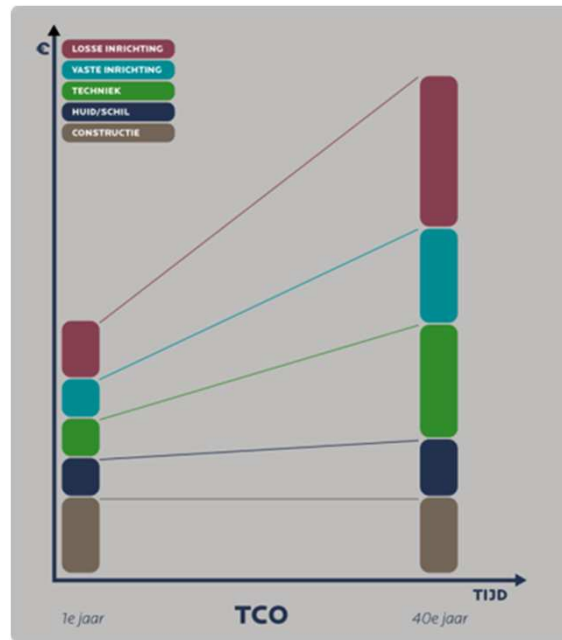 €
LOSSE INRICHTING
VASTE INRICHTING
TECHNIEK
HUID/SCHIL
CONSTRUCTIE
TIJD
1e jaar
TCO
40e jaar